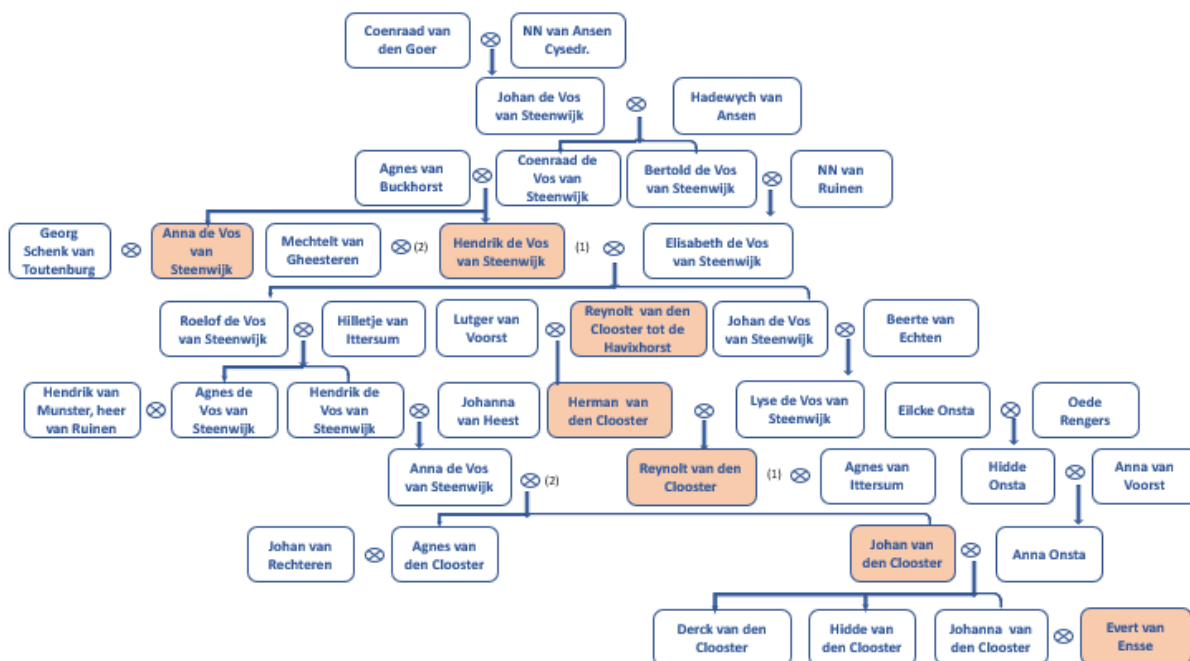 Coenraad van
den Goer
NN van Ansen
Cysedr.
Johan de Vos
van Steenwijk
Hadewych van
Ansen
Agnes van
Buckhorst
Coenraad de
Vos van
Steenwijk
Bertold de Vos
van Steenwijk
NN van
Ruinen
Georg
Schenk van
Toutenburg
Anna de Vos
van
Steenwijk
Mechtelt van
Gheesteren
(2)
Hendrik de Vos
van Steenwijk
(1)
Elisabeth de Vos
van Steenwijk
Roelof de Vos
van Steenwijk
Hilletje van
Ittersum
Lutger van
Voorst
Reynolt van den
Clooster tot de
Havixhorst
Johan de Vos
van Steenwijk
Beerte van
Echten
Hendrik van
Munster, heer
van Ruinen
Agnes de
Vos van
Steenwijk
Hendrik de
Vos van
Steenwijk
Johanna
van Heest
Herman van
den Clooster
Lyse de Vos van
Steenwijk
Eilcke Onsta
Oede
Rengers
Anna de Vos
van Steenwijk
(2)
Reynolt van den
Clooster
(1)
Agnes van
Ittersum
Hidde
Onsta
Anna van
Voorst
Johan van
Rechteren
Agnes van
den Clooster
Johan van
den Clooster
Anna Onsta
Derck van den
Clooster
Hidde van
den Clooster
Johanna van
den Clooster
Evert van
Ensse